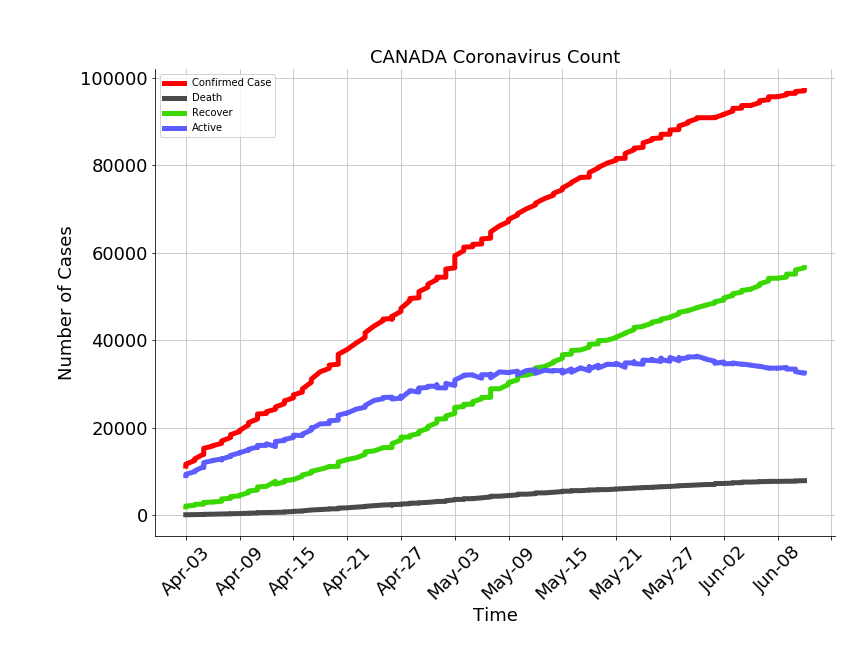 CANADA Coronavirus Count
Confirmed Case
Death
Recover
Active
100000
80000
60000
40000
20000
0
Number of Cases
Apr-03
Apr-09
Apr-15
Apr-21
Apr-27
May-03
May-09
May-15
May-21
May-27
Jun-02
Jun-08
Time